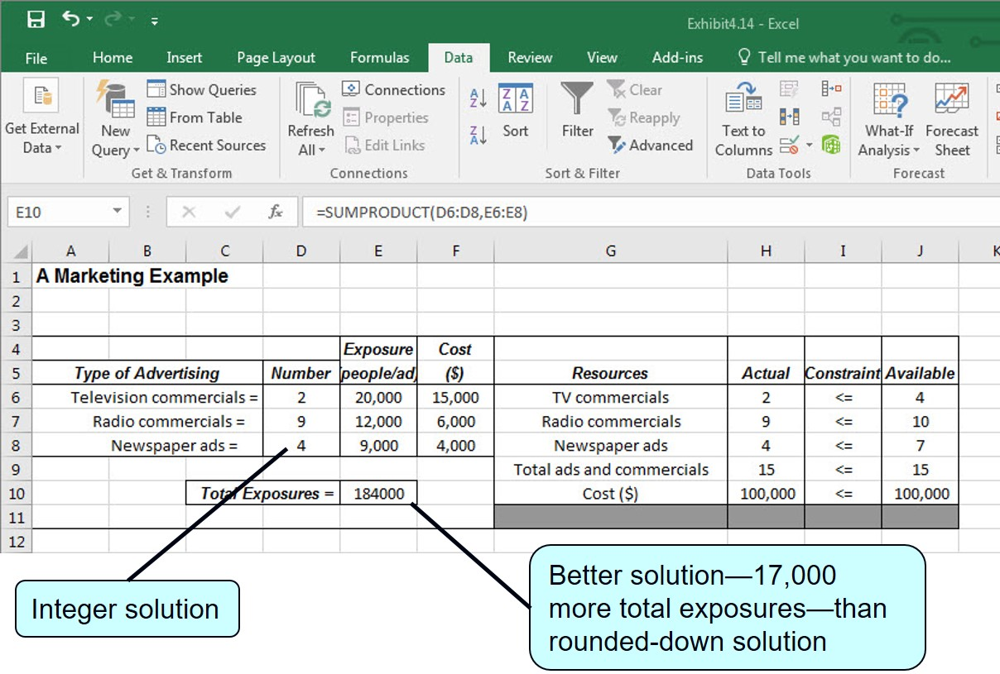 Exhibit4.14 - Excel
File Home Insert Page Layout Formulas Data Review View Add-ins Tell me what you want to do...
Get External Data
New Query
Show Queries
From Table
Recent Sources
Get & Transform
Refresh All
Connections
Properties
Edit Links
Connections
Sort
Filter
Clear
Reapply
Advanced
Sort & Filter
Text to Columns
Data Tools
What-If Analysis
Forecast Sheet
Forecast
E10 fx =SUMPRODUCT(D6:D8,E6:E8)
A B C D E F G H I J K
1 A Marketing Example
2
3
4 Exposure Cost
5 Type of Advertising Number (people/ad) ($) Resources Actual Constraint Available
6 Television commercials = 2 20,000 15,000 TV commercials 2 <= 4
7 Radio commercials = 9 12,000 6,000 Radio commercials 9 <= 10
8 Newspaper ads = 4 9,000 4,000 Newspaper ads 4 <= 7
9 Total ads and commercials 15 <= 15
10 Total Exposures = 184000 Cost ($) 100,000 <= 100,000
11
12
Integer solution
Better solution—17,000
more total exposures—than
rounded-down solution